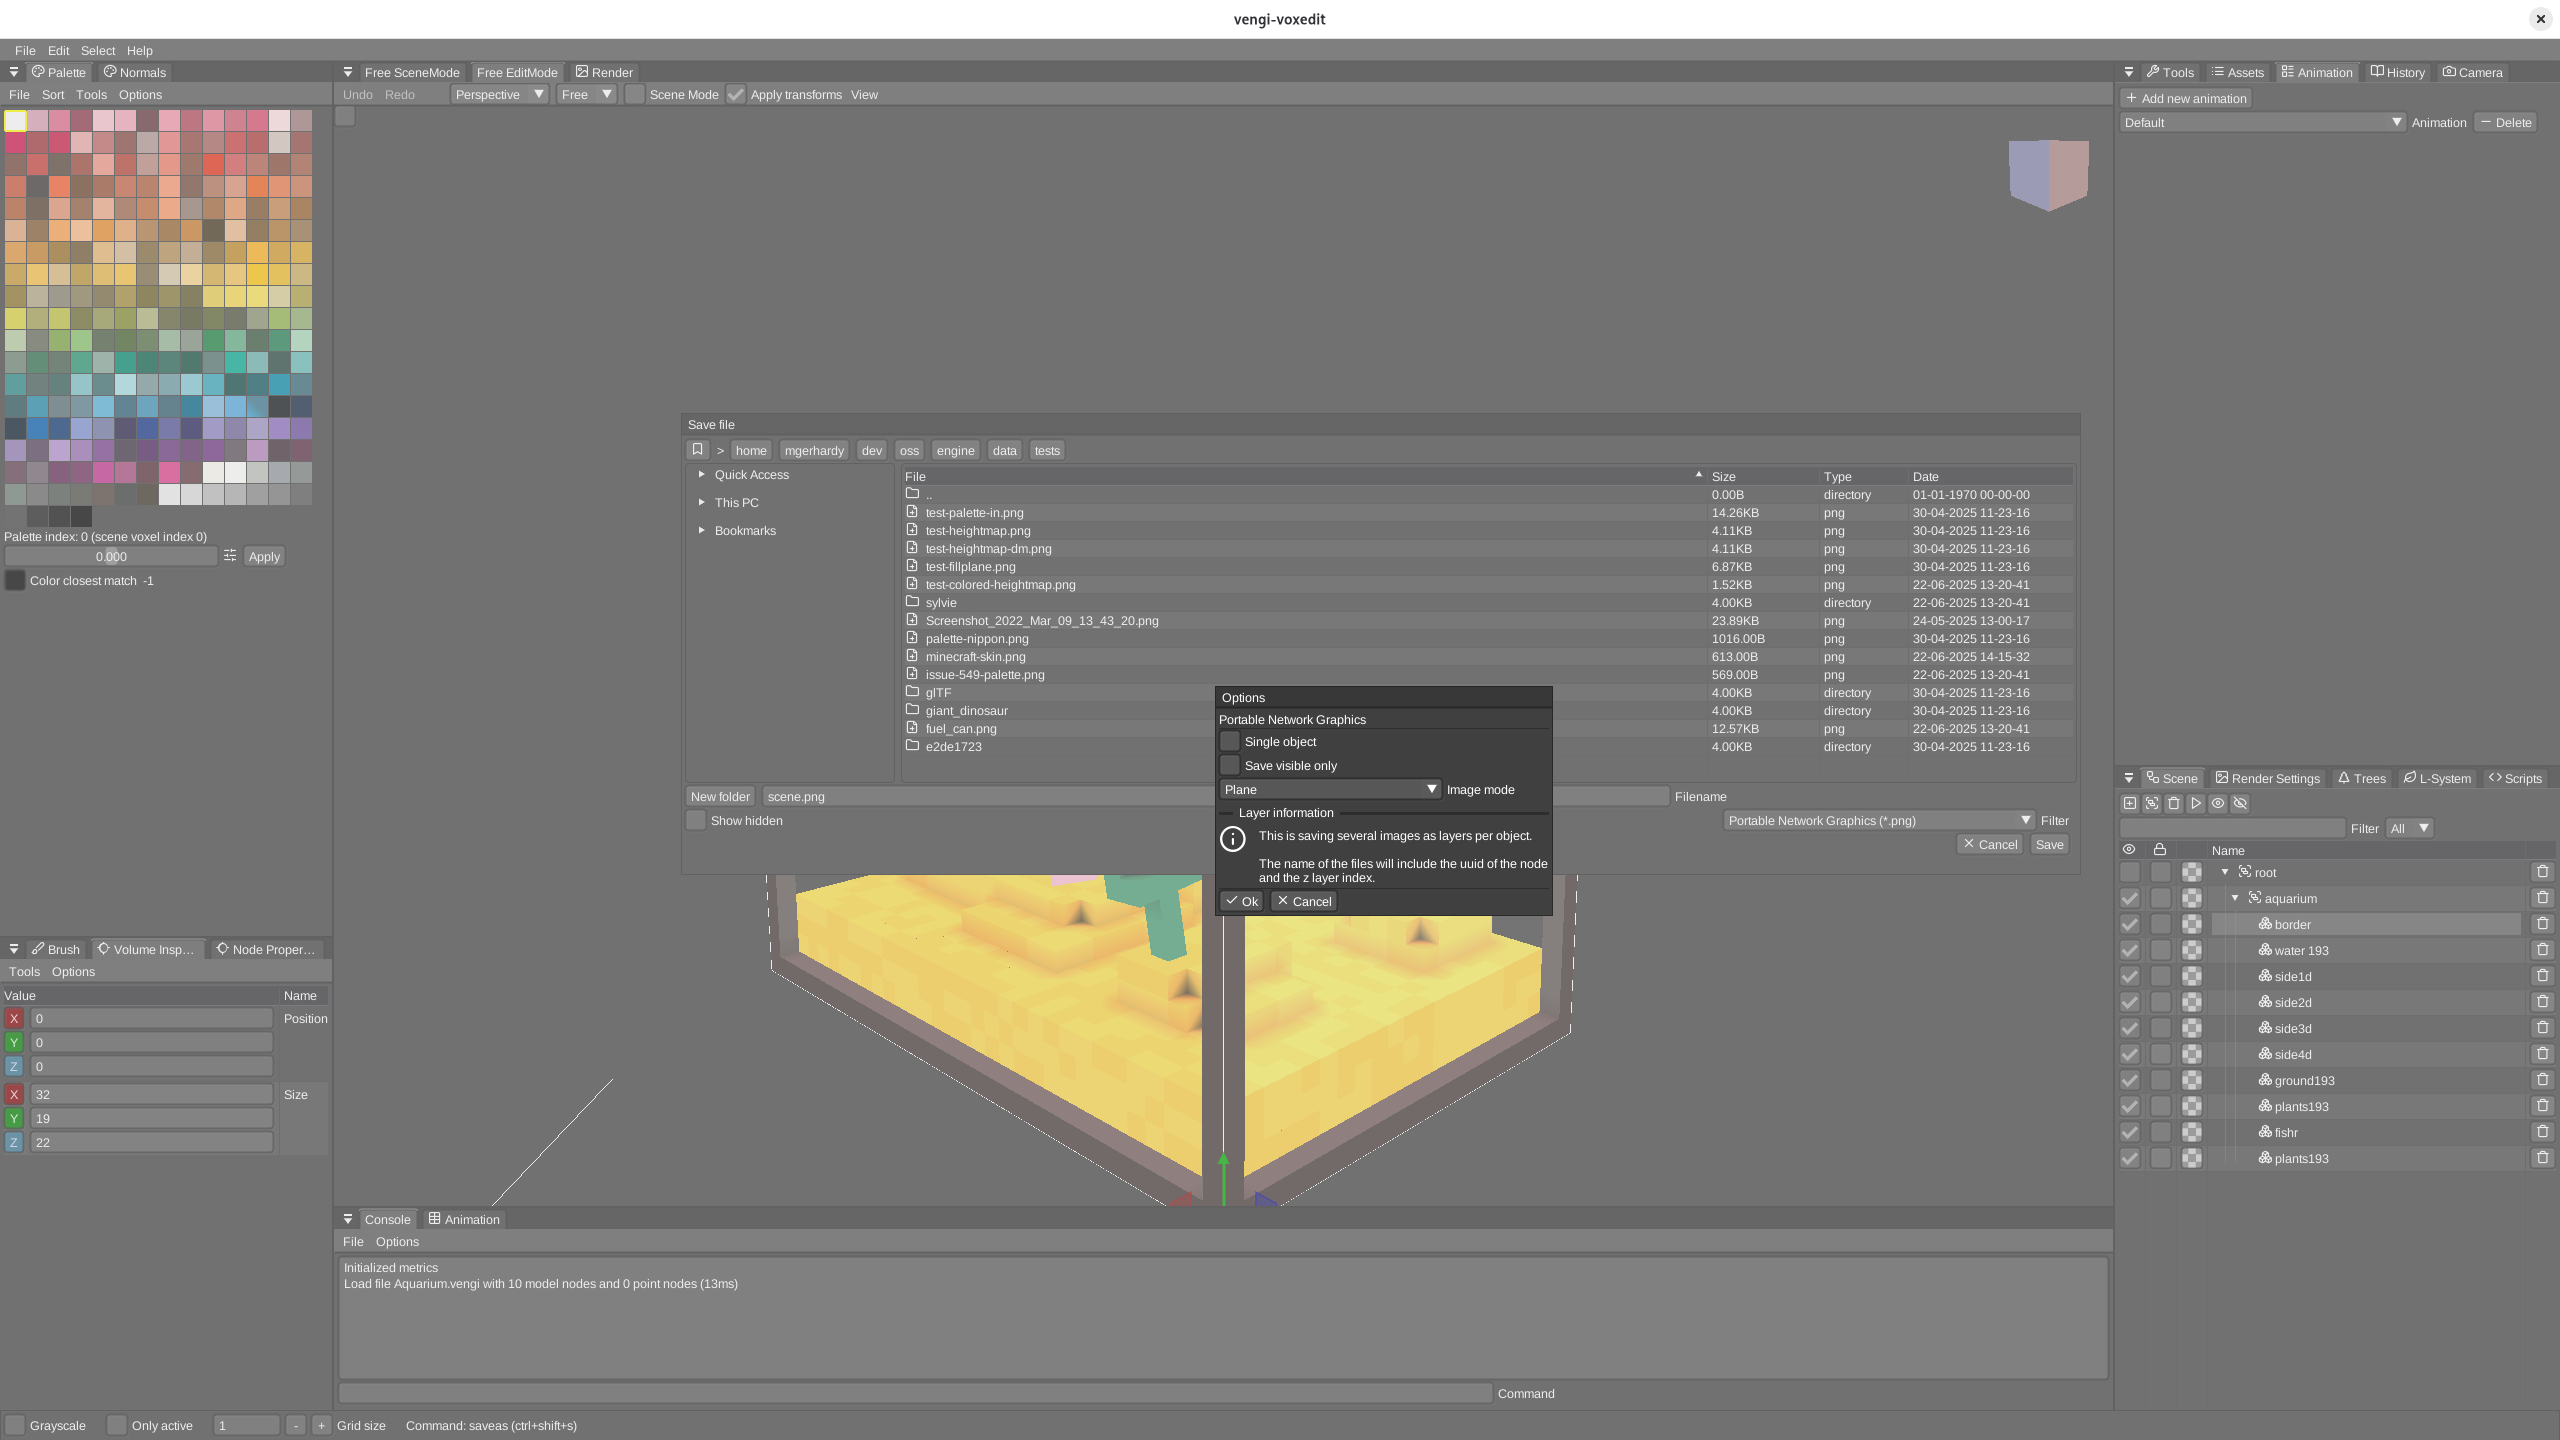 vengi-voxedit
File Edit Select Help
Palette Normals
File Sort Tools Options
Palette index: 0 (scene voxel index 0)
0.000 Apply
Color closest match -1
Free SceneMode Free EditMode Render
Undo Redo Perspective Free Scene Mode Apply transforms View
Tools Assets Animation History Camera
Add new animation
Default Animation Delete
Save file
> home mgerhardy dev oss engine data tests
Quick Access
This PC
Bookmarks
File Size Type Date
.. 0.00B directory 01-01-1970 00-00-00
test-palette-in.png 14.26KB png 30-04-2025 11-23-16
test-heightmap.png 4.11KB png 30-04-2025 11-23-16
test-heightmap-dm.png 4.11KB png 30-04-2025 11-23-16
test-fillplane.png 6.87KB png 30-04-2025 11-23-16
test-colored-heightmap.png 1.52KB png 22-06-2025 13-20-41
sylvie 4.00KB directory 22-06-2025 13-20-41
Screenshot_2022_Mar_09_13_43_20.png 23.89KB png 24-05-2025 13-00-17
palette-nippon.png 1016.00B png 30-04-2025 11-23-16
minecraft-skin.png 613.00B png 22-06-2025 14-15-32
issue-549-palette.png 569.00B png 22-06-2025 13-20-41
glTF 4.00KB directory 30-04-2025 11-23-16
giant_dinosaur 4.00KB directory 30-04-2025 11-23-16
fuel_can.png 12.57KB png 22-06-2025 13-20-41
e2de1723 4.00KB directory 30-04-2025 11-23-16
New folder scene.png Filename
Show hidden Portable Network Graphics (*.png) Filter
Cancel Save
Options
Portable Network Graphics
Single object
Save visible only
Plane Image mode
Layer information
This is saving several images as layers per object.
The name of the files will include the uuid of the node
and the z layer index.
Ok Cancel
Scene Render Settings Trees L-System Scripts
Filter All
Name
root
aquarium
border
water 193
side1d
side2d
side3d
side4d
ground193
plants193
fishr
plants193
Brush Volume Insp... Node Proper...
Tools Options
Value Name
X 0 Position
Y 0
Z 0
X 32 Size
Y 19
Z 22
Console Animation
File Options
Initialized metrics
Load file Aquarium.vengi with 10 model nodes and 0 point nodes (13ms)
Command
Grayscale Only active 1 - + Grid size Command: saveas (ctrl+shift+s)